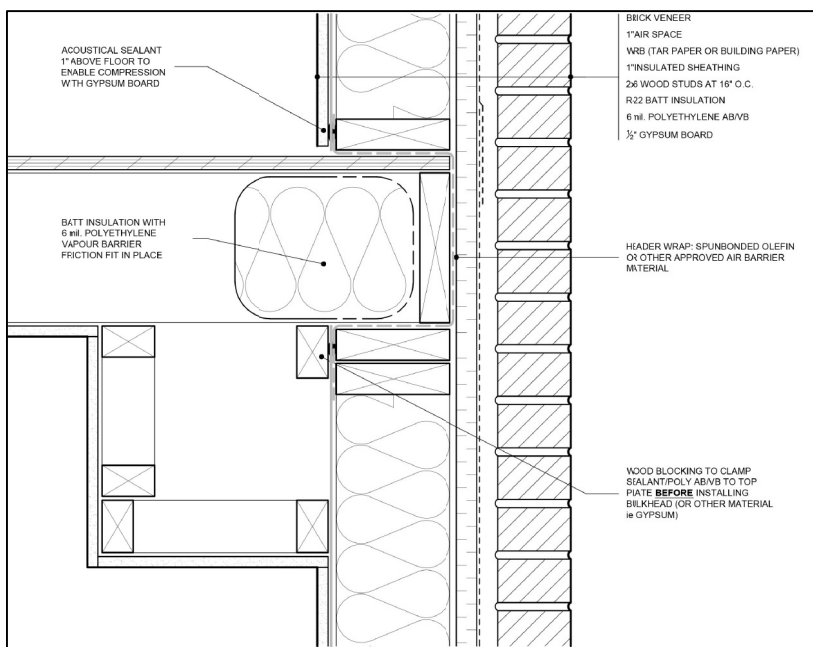 ACOUSTICAL SEALANT
1" ABOVE FLOOR TO
ENABLE COMPRESSION
WITH GYPSUM BOARD
BRICK VENEER
1" AIR SPACE
WRB (TAR PAPER OR BUILDING PAPER)
1" INSULATED SHEATHING
2x6 WOOD STUDS AT 16" O.C.
R-22 BATT INSULATION
6 mil. POLYETHYLENE AB/VB
½" GYPSUM BOARD
BATT INSULATION WITH
6 mil. POLYETHYLENE
VAPOUR BARRIER
FRICTION FIT IN PLACE
HEADER WRAP: SPUNBONDED OLEFIN
OR OTHER APPROVED AIR BARRIER
MATERIAL
WOOD BLOCKING TO CLAMP
SEALANT/POLY AB/VB TO TOP
PLATE BEFORE INSTALLING
BULKHEAD (OR OTHER MATERIAL
ie GYPSUM)